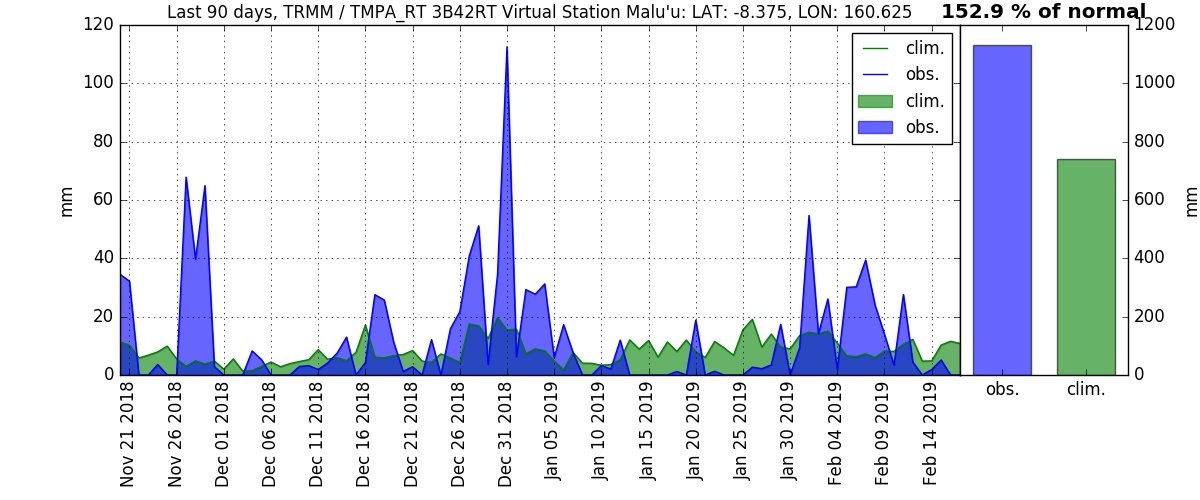 Last 90 days, TRMM / TMPA_RT 3B42RT Virtual Station Malu'u: LAT: -8.375, LON: 160.625
152.9 % of normal
120
100
80
60
40
20
0
mm
clim.
obs.
clim.
obs.
Nov 21 2018
Nov 26 2018
Dec 01 2018
Dec 06 2018
Dec 11 2018
Dec 16 2018
Dec 21 2018
Dec 26 2018
Dec 31 2018
Jan 05 2019
Jan 10 2019
Jan 15 2019
Jan 20 2019
Jan 25 2019
Jan 30 2019
Feb 04 2019
Feb 09 2019
Feb 14 2019
1200
1000
800
600
400
200
0
mm
obs.
clim.